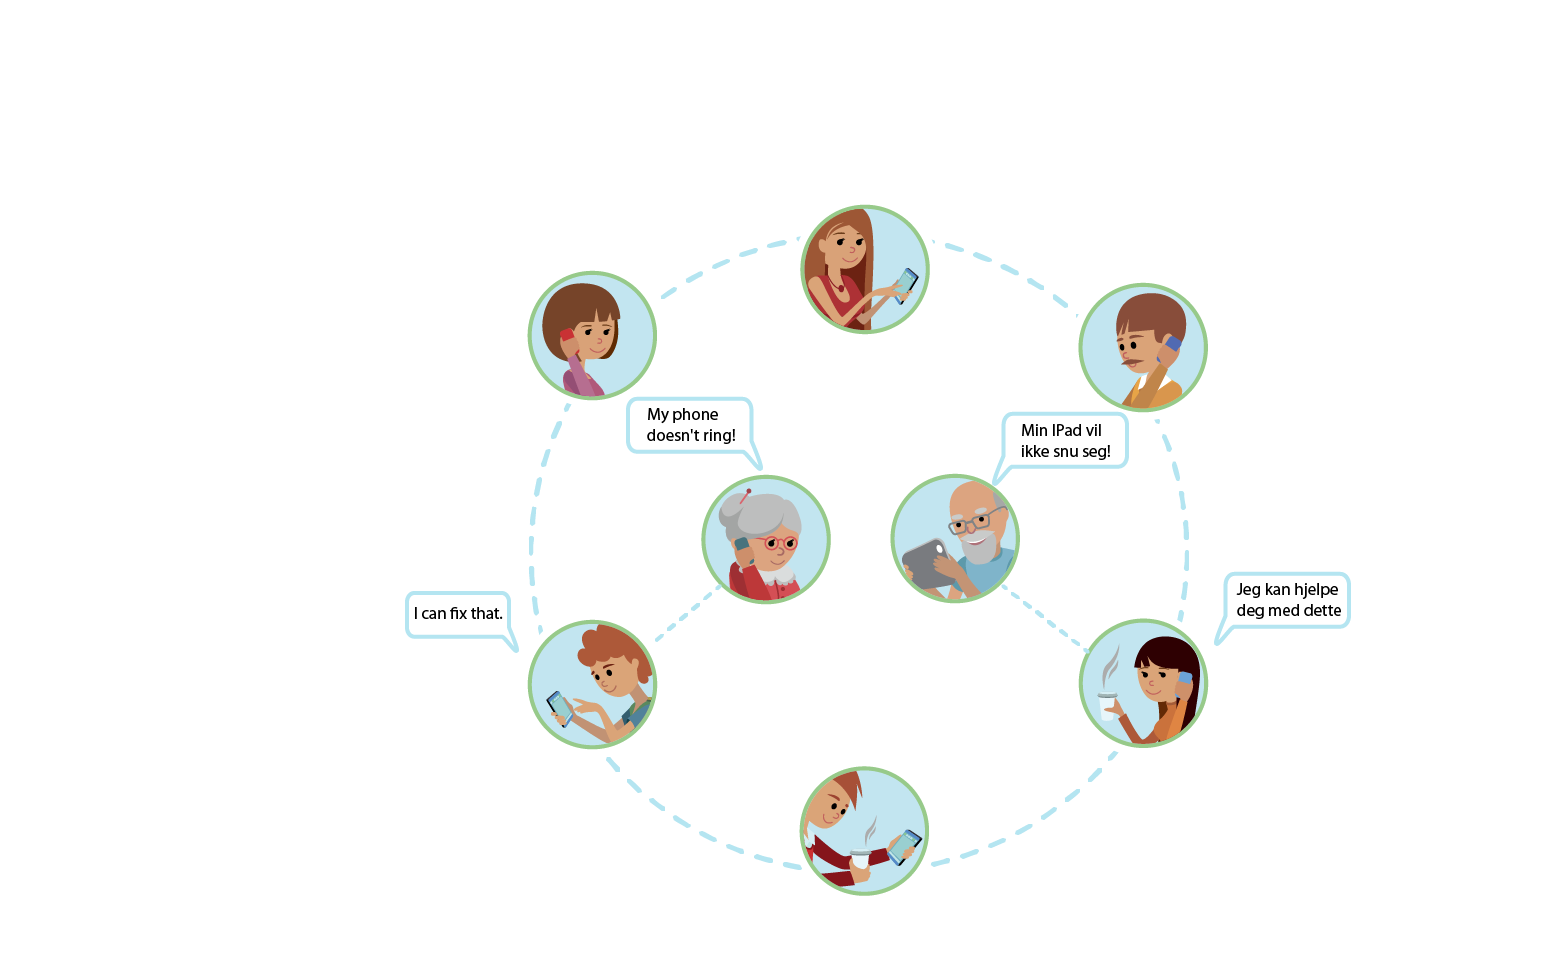 My phone
doesn't ring!
Min IPad vil
ikke snu seg!
I can fix that.
Jeg kan hjelpe
deg med dette